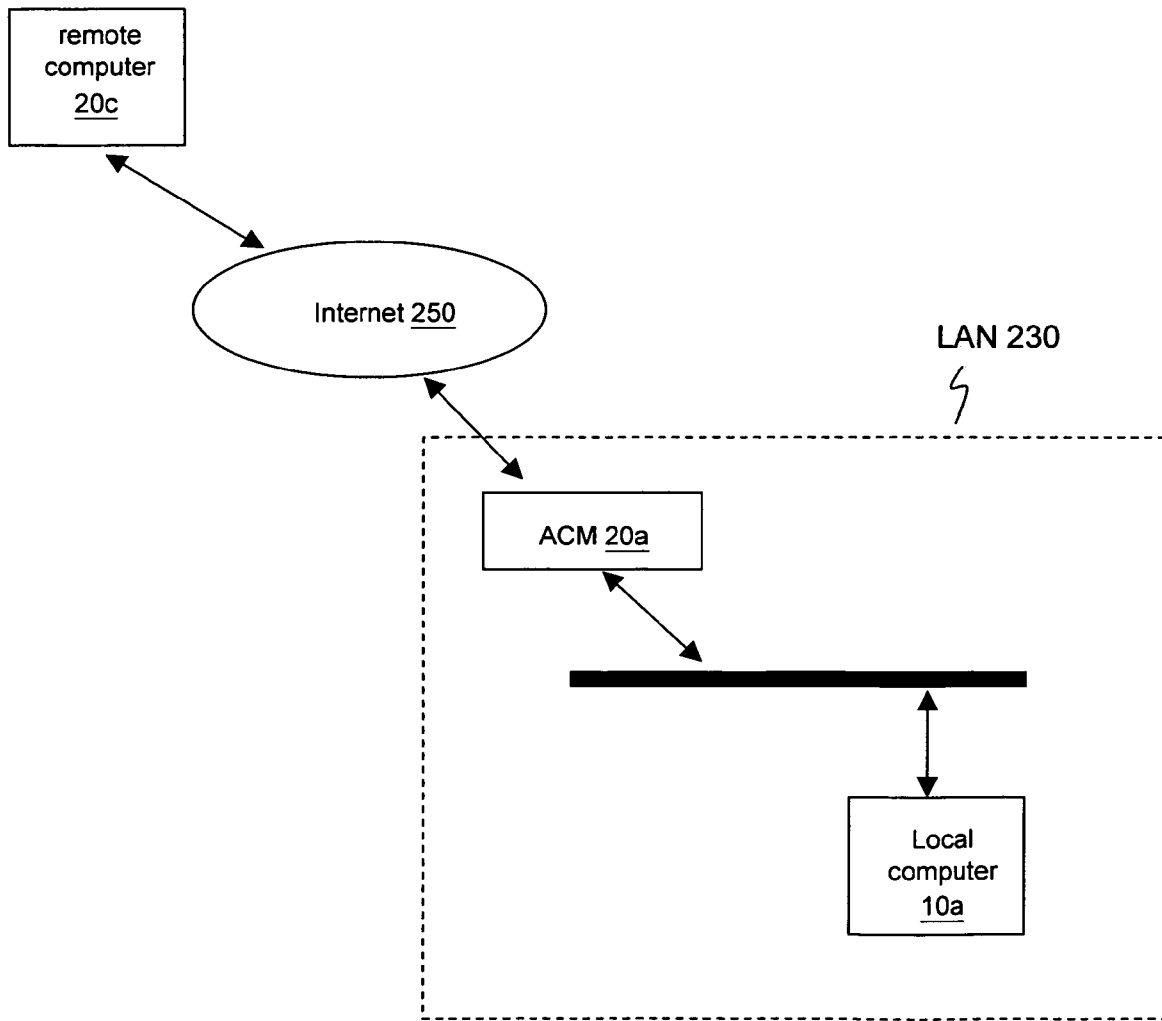 remote
computer
20c
Internet 250
LAN 230
ACM 20a
Local
computer
10a